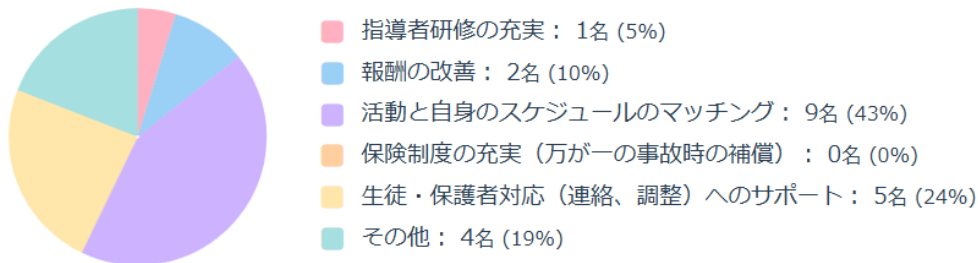 指導者研修の充実： 1名 (5%)
報酬の改善： 2名 (10%)
活動と自身のスケジュールのマッチング： 9名 (43%)
保険制度の充実（万が一の事故時の補償）： 0名 (0%)
生徒・保護者対応（連絡、調整）へのサポート： 5名 (24%)
その他： 4名 (19%)